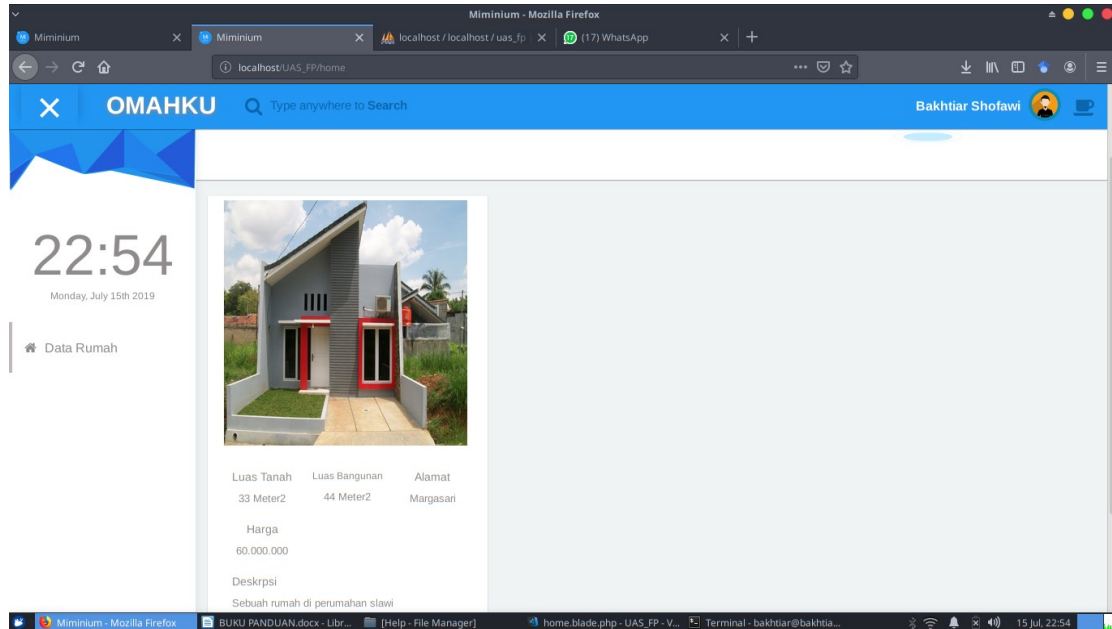 Miminium - Mozilla Firefox
Miminium
Miminium
localhost / localhost / uas_fp
(17) WhatsApp
localhost/UAS_FP/home
OMAHKU
Type anywhere to Search
Bakhtiar Shofawi
22:54
Monday, July 15th 2019
Data Rumah
Luas Tanah
Luas Bangunan
Alamat
33 Meter2
44 Meter2
Margasari
Harga
60.000.000
Deskrpsi
Sebuah rumah di perumahan slawi
Miminium - Mozilla Firefox
BUKU PANDUAN.docx - Libr...
[Help - File Manager]
home.blade.php - UAS_FP - V...
Terminal - bakhtiar@bakhtia...
15 Jul, 22:54